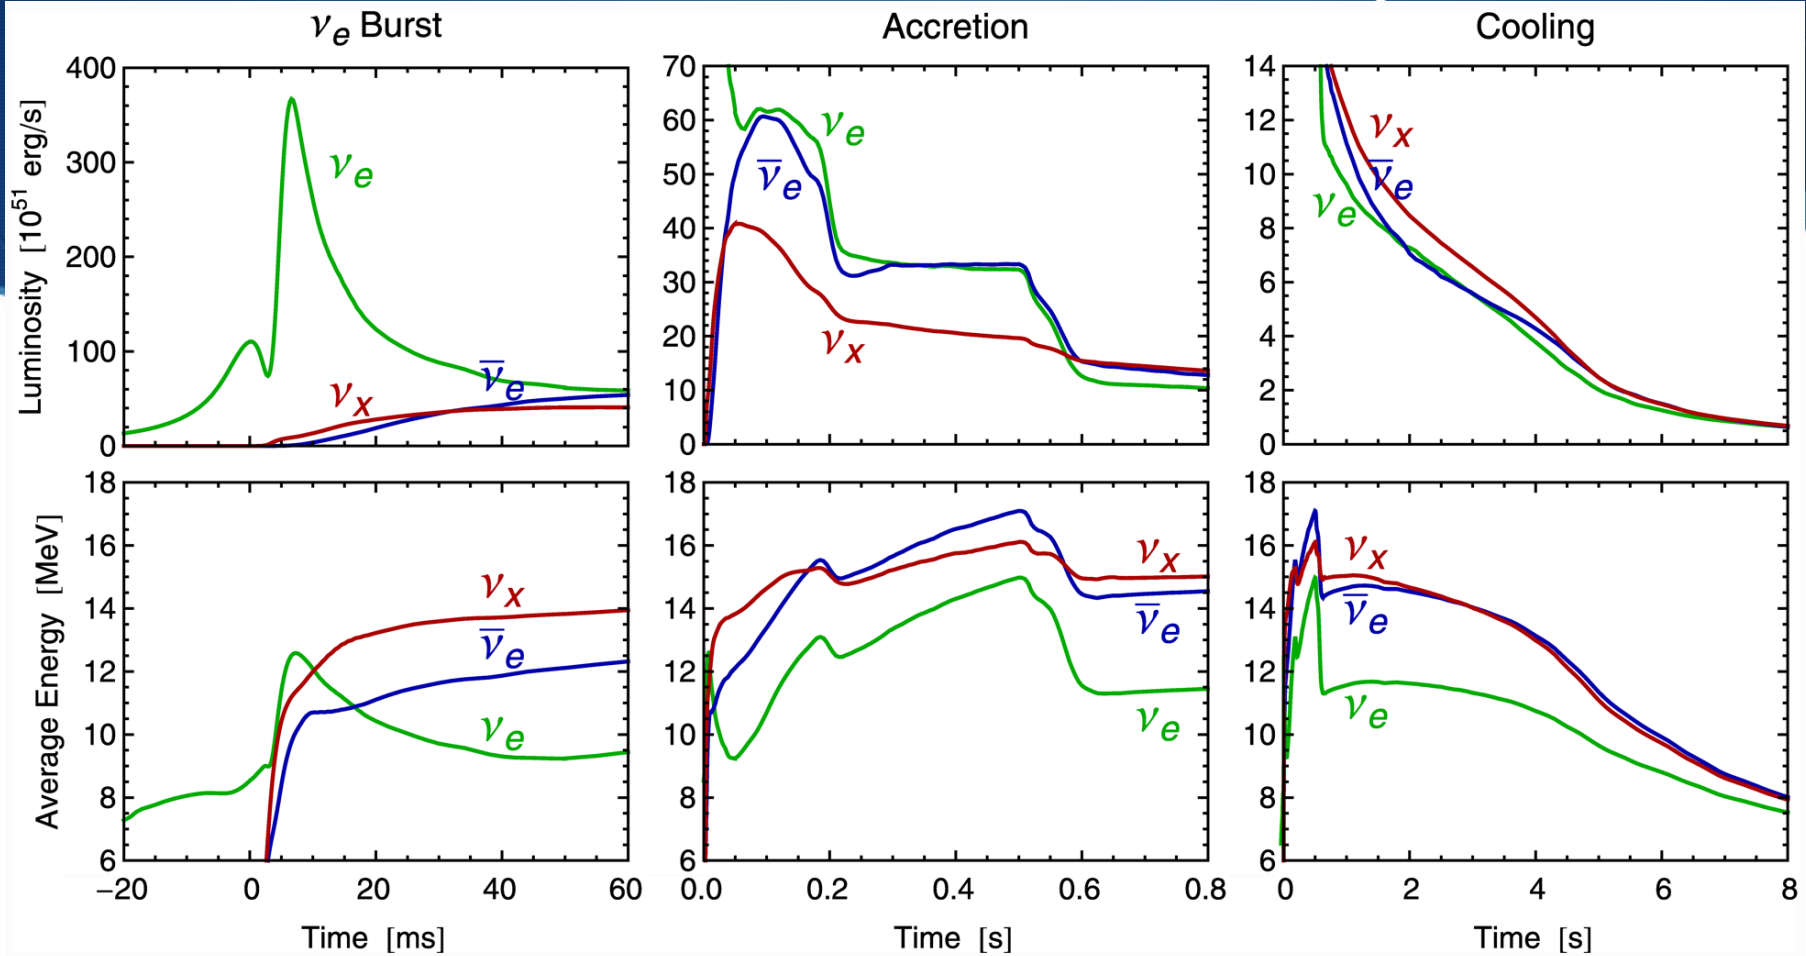 νe Burst
Accretion
Cooling
Luminosity [10^51 erg/s]
400
300
200
100
0
νe
νx
ν̅e
70
60
50
40
30
20
10
0
νe
ν̅e
νx
14
12
10
8
6
4
2
0
νx
ν̅e
νe
Average Energy [MeV]
18
16
14
12
10
8
6
νx
ν̅e
νe
−20 0 20 40 60
Time [ms]
18
16
14
12
10
8
6
νx
ν̅e
νe
0.0 0.2 0.4 0.6 0.8
Time [s]
18
16
14
12
10
8
6
νx
ν̅e
νe
0 2 4 6 8
Time [s]